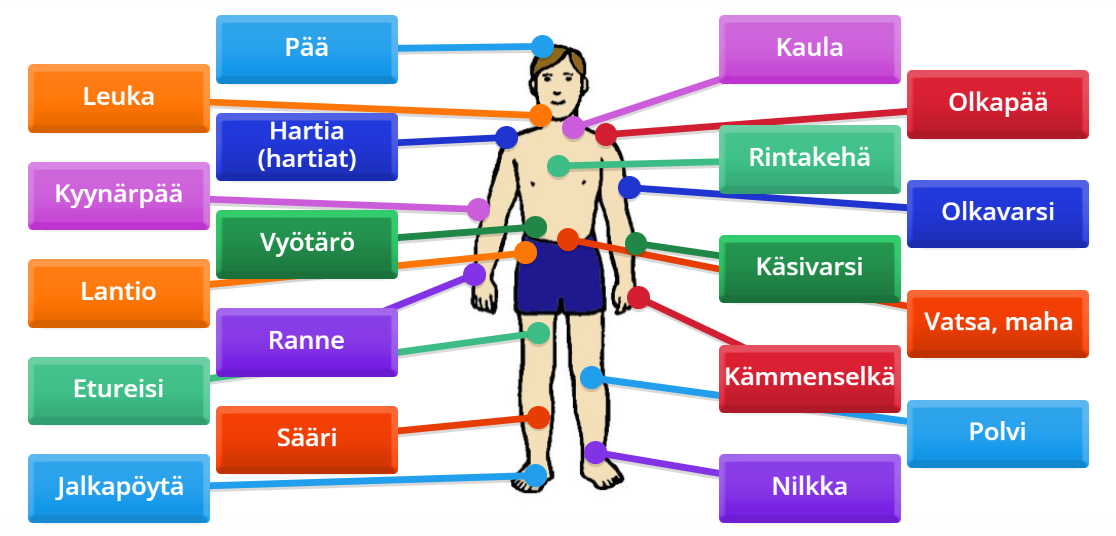 Pää
Kaula
Leuka
Olkapää
Hartia
(hartiat)
Rintakehä
Kyynärpää
Olkavarsi
Vyötärö
Käsivarsi
Lantio
Vatsa, maha
Ranne
Kämmenselkä
Etureisi
Polvi
Sääri
Jalkapöytä
Nilkka